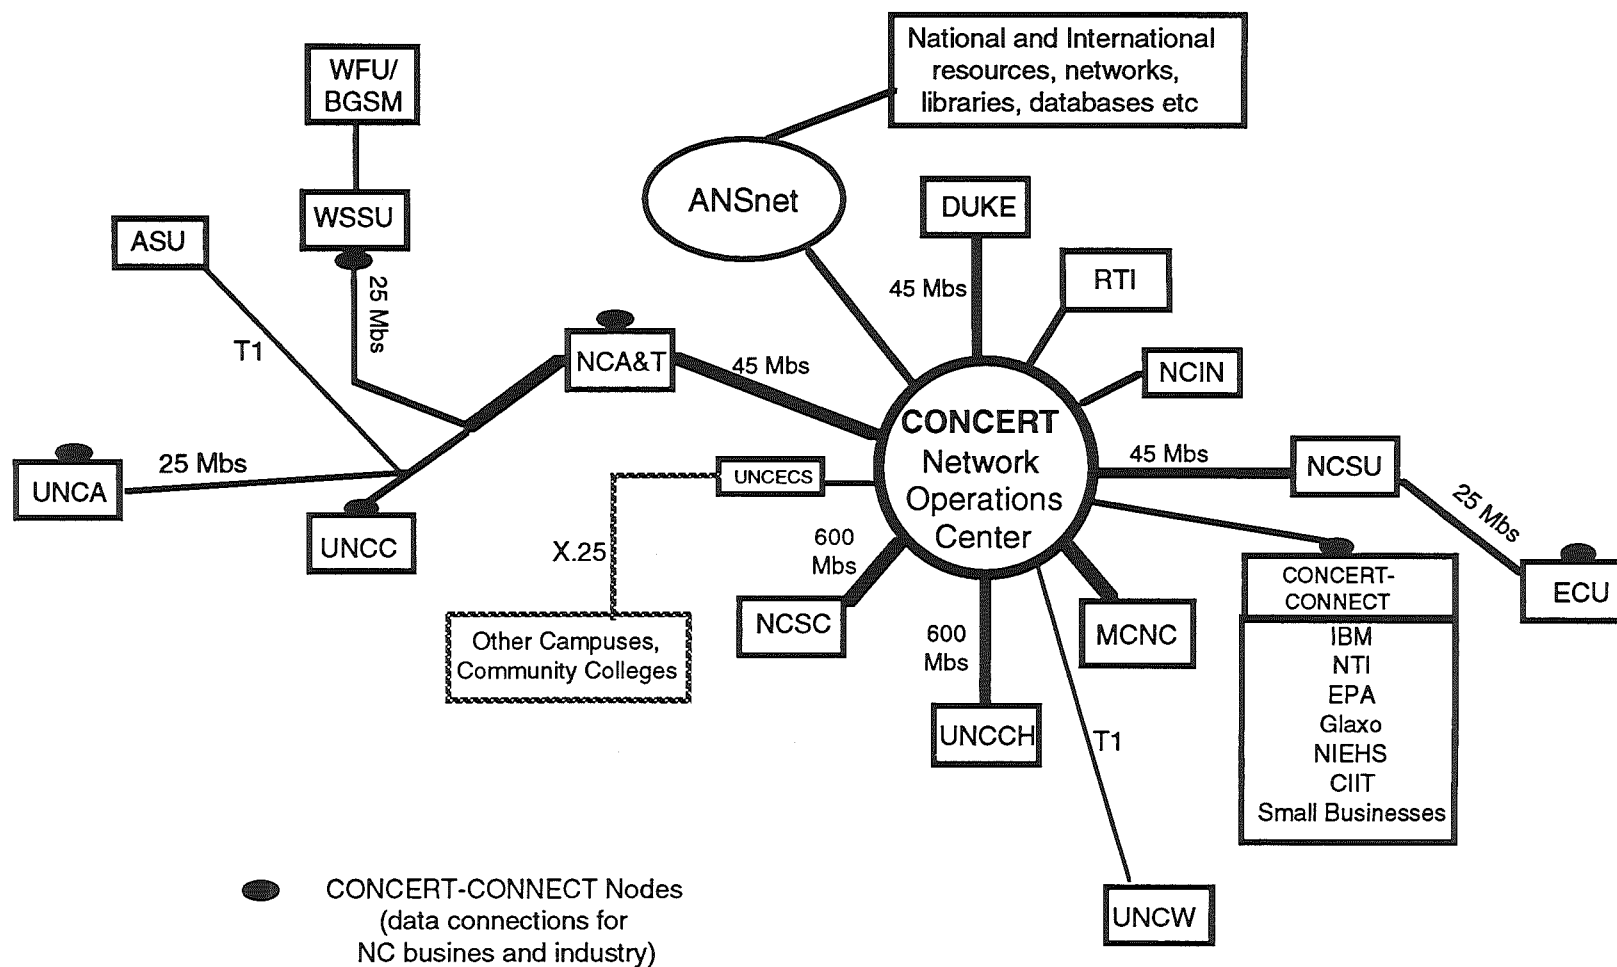 National and International
resources, networks,
libraries, databases etc
WFU/
BGSM
ANSnet
DUKE
WSSU
ASU
RTI
45 Mbs
25 Mbs
T1
NCA&T
45 Mbs
NCIN
CONCERT
Network
Operations
Center
45 Mbs
NCSU
25 Mbs
25 Mbs
UNCA
UNCECS
UNCC
X.25
600
Mbs
CONCERT-
CONNECT
ECU
NCSC
600
Mbs
MCNC
Other Campuses,
Community Colleges
IBM
NTI
EPA
Glaxo
NIEHS
CIIT
Small Businesses
UNCCH
T1
UNCW
CONCERT-CONNECT Nodes
(data connections for
NC busines and industry)